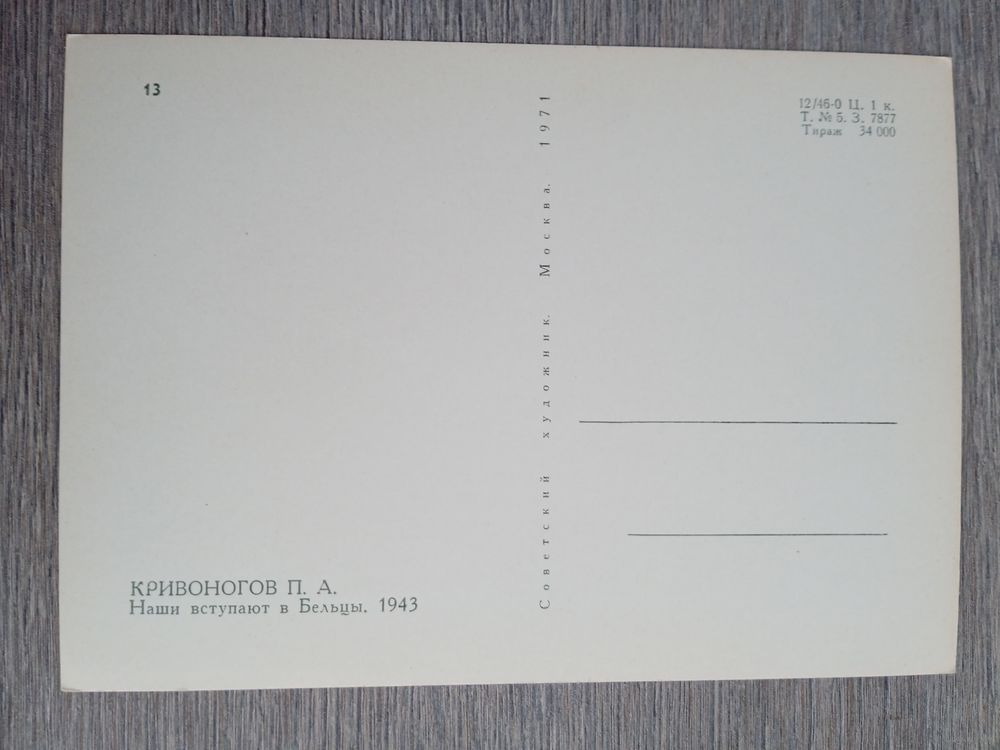 13
12/46-0 Ц. 1 к.
Т. № 5. З. 7877
Тираж 34 000
Советский художник. Москва. 1971
КРИВОНОГОВ П. А.
Наши вступают в Бельцы. 1943